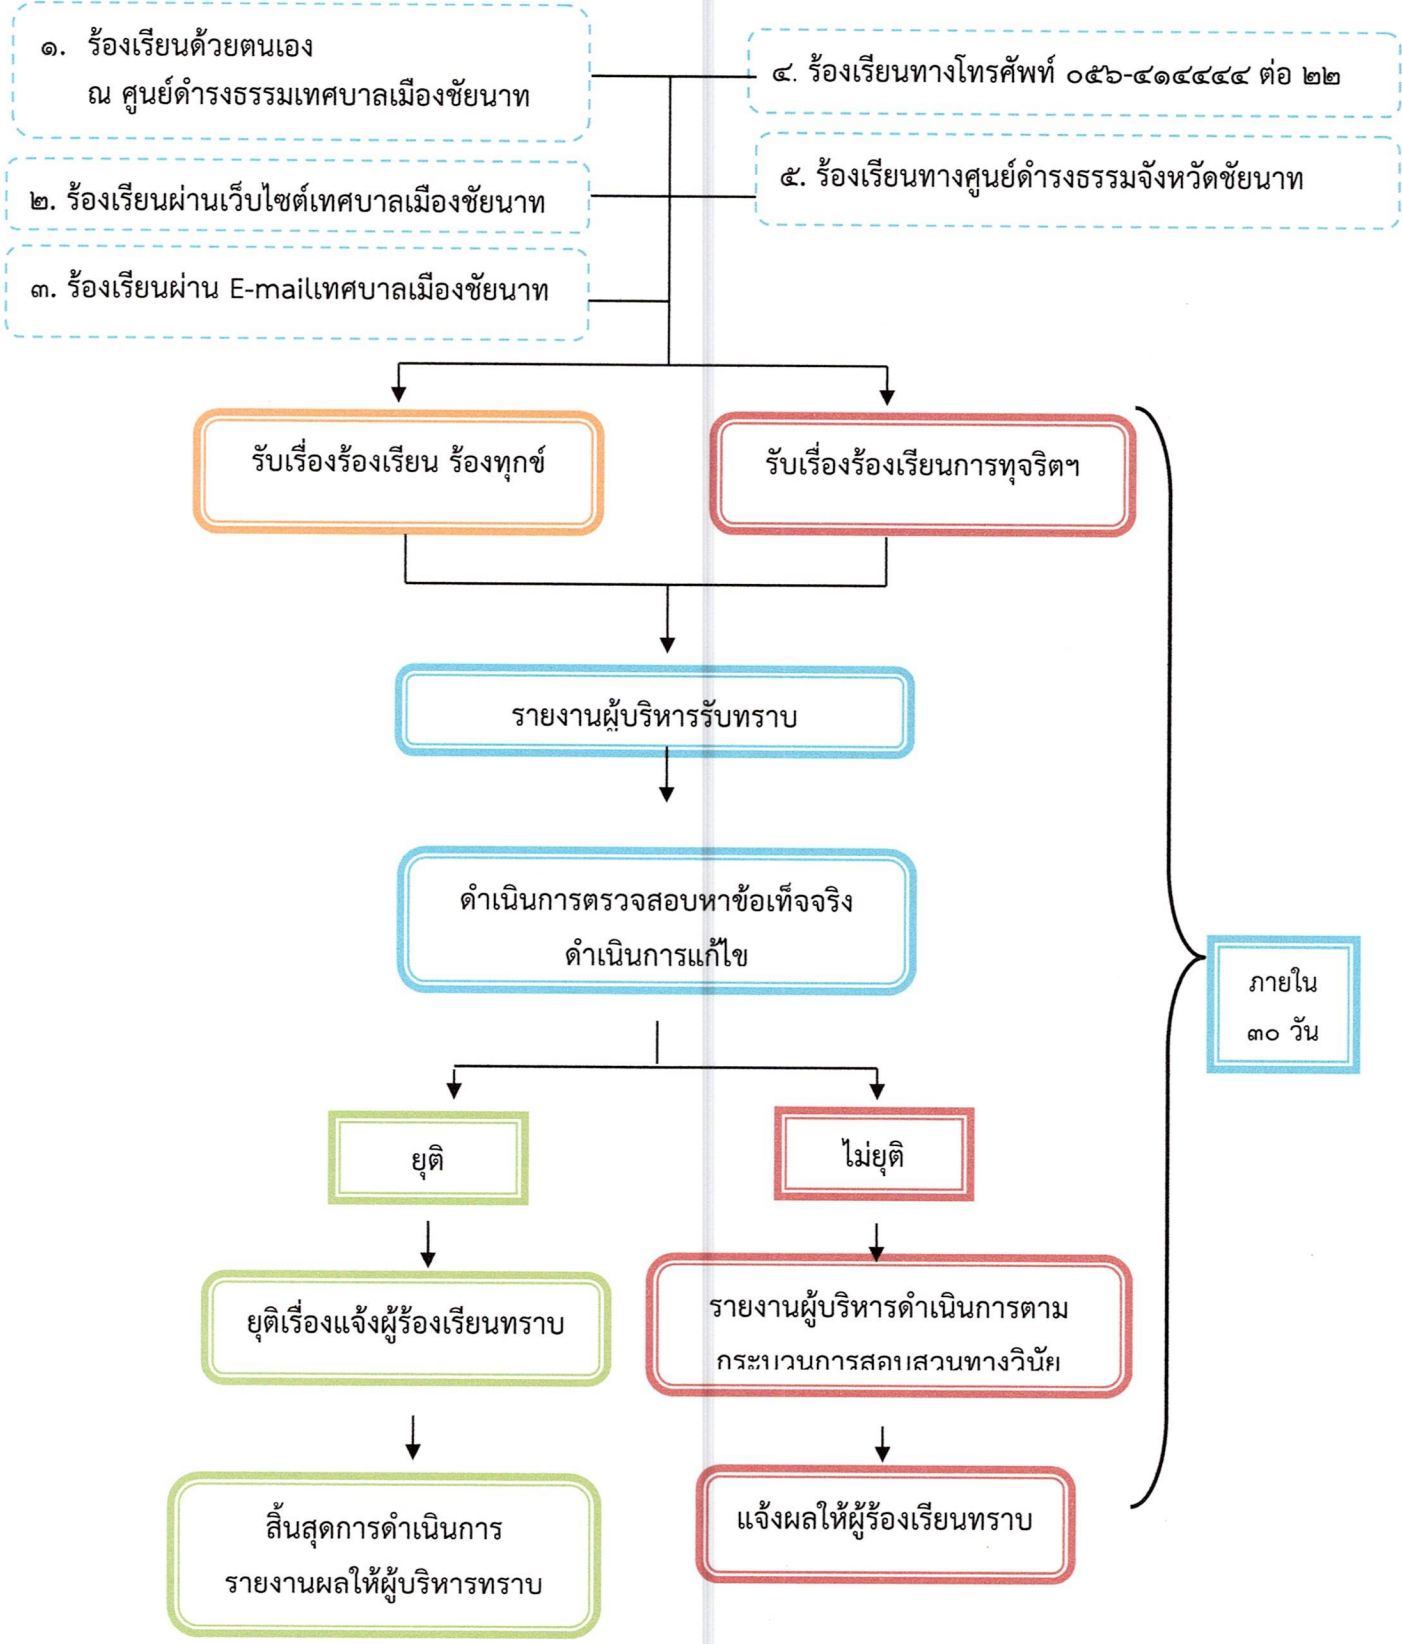 ๑. ร้องเรียนด้วยตนเอง
ณ ศูนย์ดำรงธรรมเทศบาลเมืองชัยนาท
๒. ร้องเรียนผ่านเว็บไซต์เทศบาลเมืองชัยนาท
๓. ร้องเรียนผ่าน E-mailเทศบาลเมืองชัยนาท
๔. ร้องเรียนทางโทรศัพท์ ๐๕๖-๔๑๔๔๔๔ ต่อ ๒๒
๕. ร้องเรียนทางศูนย์ดำรงธรรมจังหวัดชัยนาท
รับเรื่องร้องเรียน ร้องทุกข์
รับเรื่องร้องเรียนการทุจริตฯ
รายงานผู้บริหารรับทราบ
ดำเนินการตรวจสอบหาข้อเท็จจริง
ดำเนินการแก้ไข
ภายใน
๓๐ วัน
ยุติ
ไม่ยุติ
ยุติเรื่องแจ้งผู้ร้องเรียนทราบ
รายงานผู้บริหารดำเนินการตาม
กระบวนการสอบสวนทางวินัย
สิ้นสุดการดำเนินการ
รายงานผลให้ผู้บริหารทราบ
แจ้งผลให้ผู้ร้องเรียนทราบ